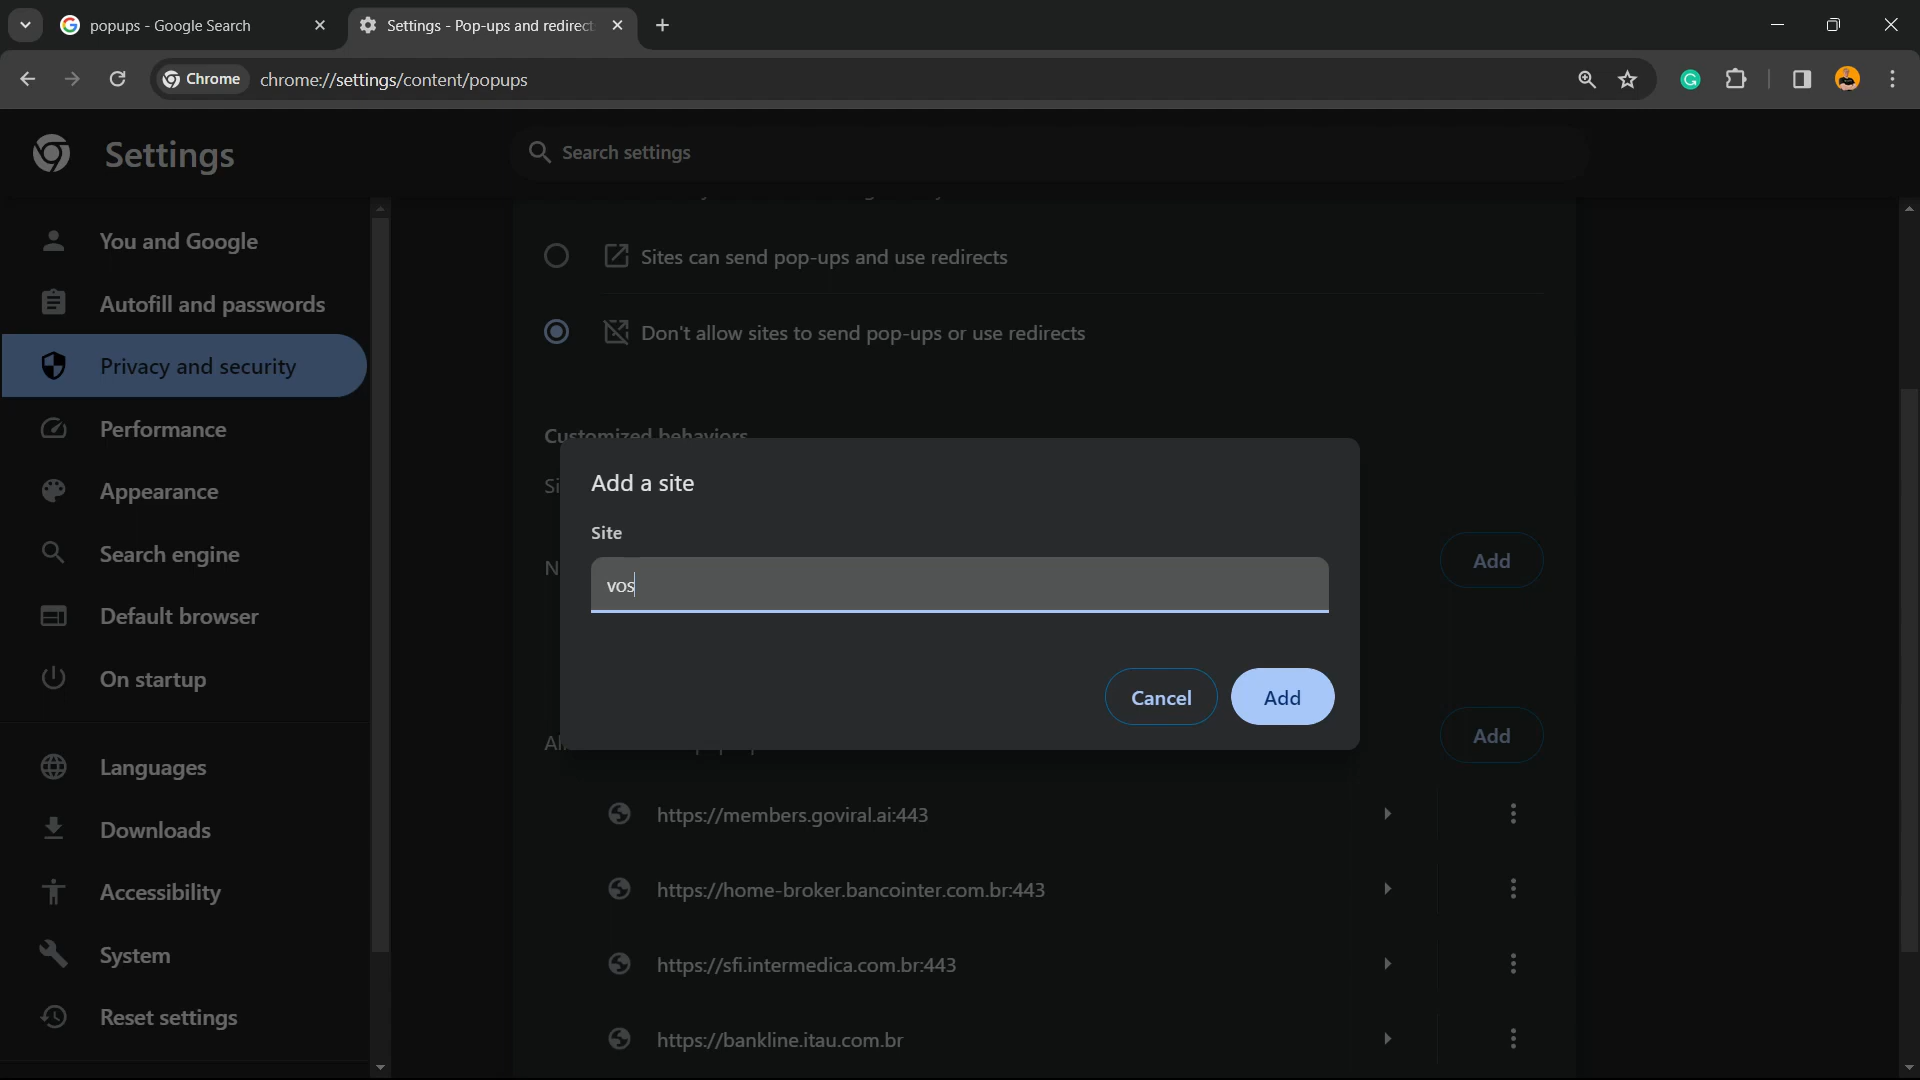 popups - Google Search
Settings - Pop-ups and redirect
Chrome
chrome://settings/content/popups
Settings
Search settings
You and Google
Autofill and passwords
Privacy and security
Performance
Appearance
Search engine
Default browser
On startup
Languages
Downloads
Accessibility
System
Reset settings
Sites can send pop-ups and use redirects
Don't allow sites to send pop-ups or use redirects
Customized behaviors
Add a site
Site
vos
Cancel
Add
Add
Add
https://members.goviral.ai:443
https://home-broker.bancointer.com.br:443
https://sfi.intermedica.com.br:443
https://bankline.itau.com.br